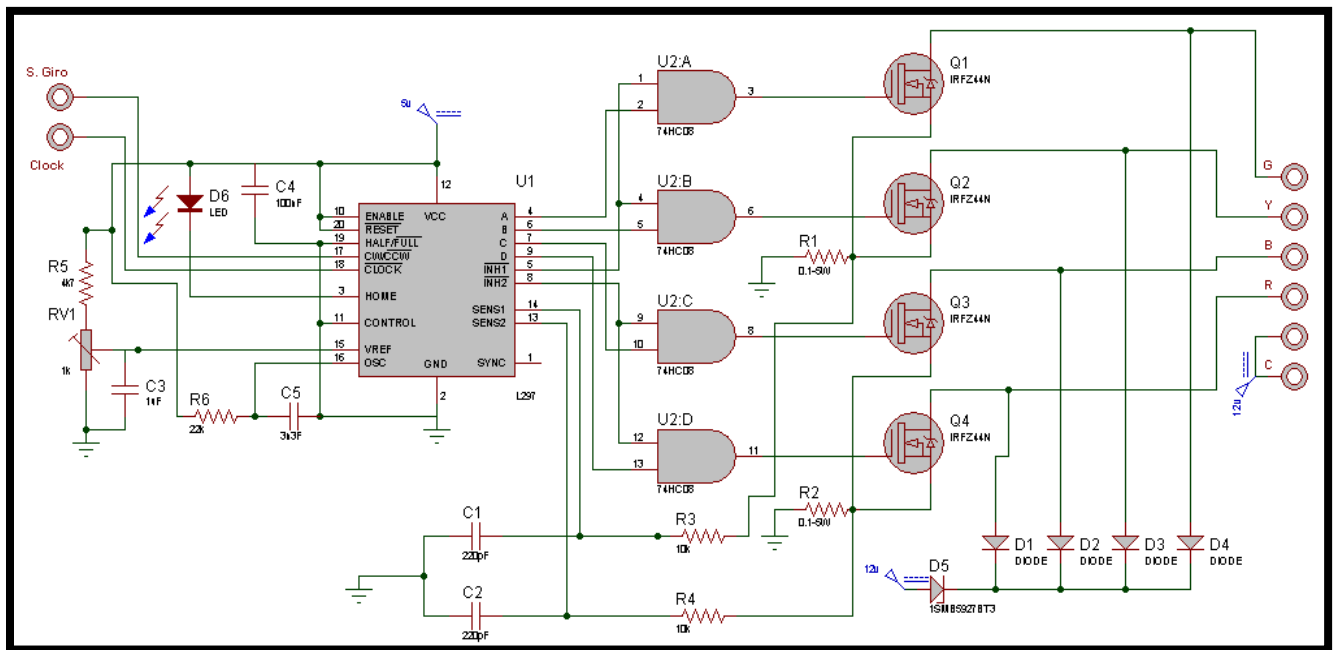 S. Giro
Clock
5v
D6
LED
C4
100nF
R5
4k7
RV1
1k
C3
1uF
R6
22k
C5
3n3F
U1
12
VCC
10 ENABLE
20 RESET
19 HALF/FULL
17 CW/CCW
18 CLOCK
3 HOME
11 CONTROL
15 VREF
16 OSC
GND
2
A 4
B 6
C 7
D 9
INH1 5
INH2 8
SENS1 14
SENS2 13
SYNC 1
L297
U2:A
1
2
3
74HC08
U2:B
4
5
6
74HC08
U2:C
9
10
8
74HC08
U2:D
12
13
11
74HC08
Q1
IRFZ44N
Q2
IRFZ44N
Q3
IRFZ44N
Q4
IRFZ44N
R1
0.1-5W
R2
0.1-5W
R3
10k
R4
10k
C1
220pF
C2
220pF
G
Y
B
R
C
12v
12v
D5
1SMB5927BT3
D1
DIODE
D2
DIODE
D3
DIODE
D4
DIODE